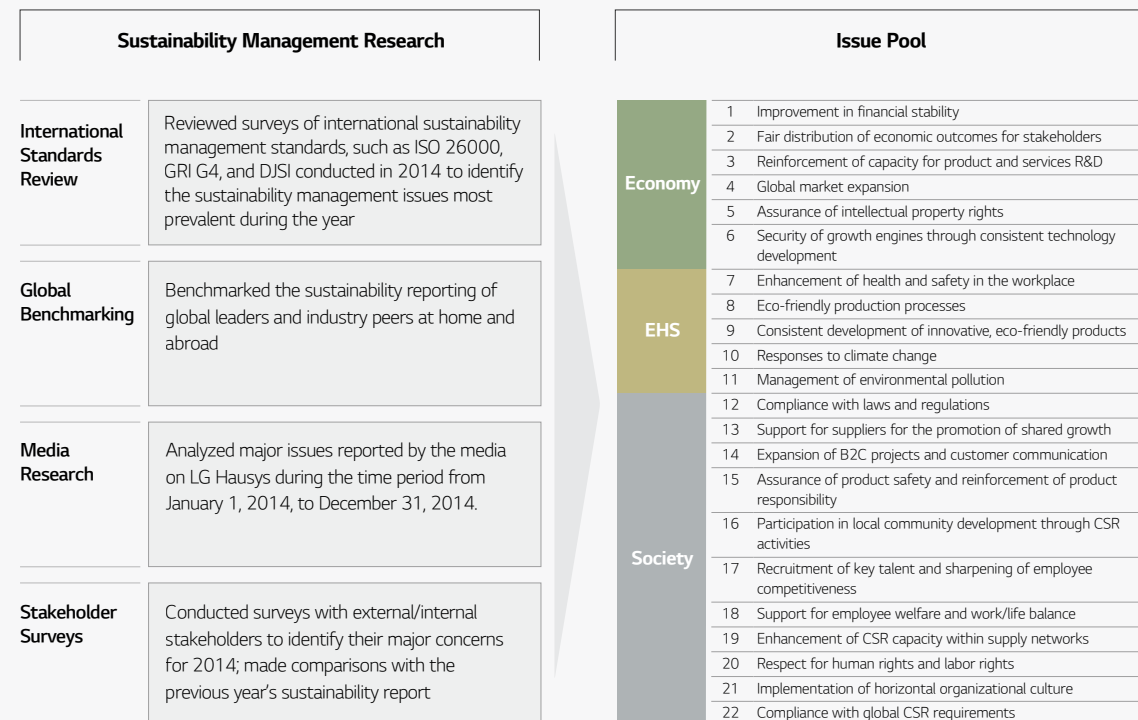 Sustainability Management Research
International
Standards
Review
Reviewed surveys of international sustainability
management standards, such as ISO 26000,
GRI G4, and DJSI conducted in 2014 to identify
the sustainability management issues most
prevalent during the year
Global
Benchmarking
Benchmarked the sustainability reporting of
global leaders and industry peers at home and
abroad
Media
Research
Analyzed major issues reported by the media
on LG Hausys during the time period from
January 1, 2014, to December 31, 2014.
Stakeholder
Surveys
Conducted surveys with external/internal
stakeholders to identify their major concerns
for 2014; made comparisons with the
previous year's sustainability report
Issue Pool
Economy
1 Improvement in financial stability
2 Fair distribution of economic outcomes for stakeholders
3 Reinforcement of capacity for product and services R&D
4 Global market expansion
5 Assurance of intellectual property rights
6 Security of growth engines through consistent technology
development
EHS
7 Enhancement of health and safety in the workplace
8 Eco-friendly production processes
9 Consistent development of innovative, eco-friendly products
10 Responses to climate change
11 Management of environmental pollution
Society
12 Compliance with laws and regulations
13 Support for suppliers for the promotion of shared growth
14 Expansion of B2C projects and customer communication
15 Assurance of product safety and reinforcement of product
responsibility
16 Participation in local community development through CSR
activities
17 Recruitment of key talent and sharpening of employee
competitiveness
18 Support for employee welfare and work/life balance
19 Enhancement of CSR capacity within supply networks
20 Respect for human rights and labor rights
21 Implementation of horizontal organizational culture
22 Compliance with global CSR requirements